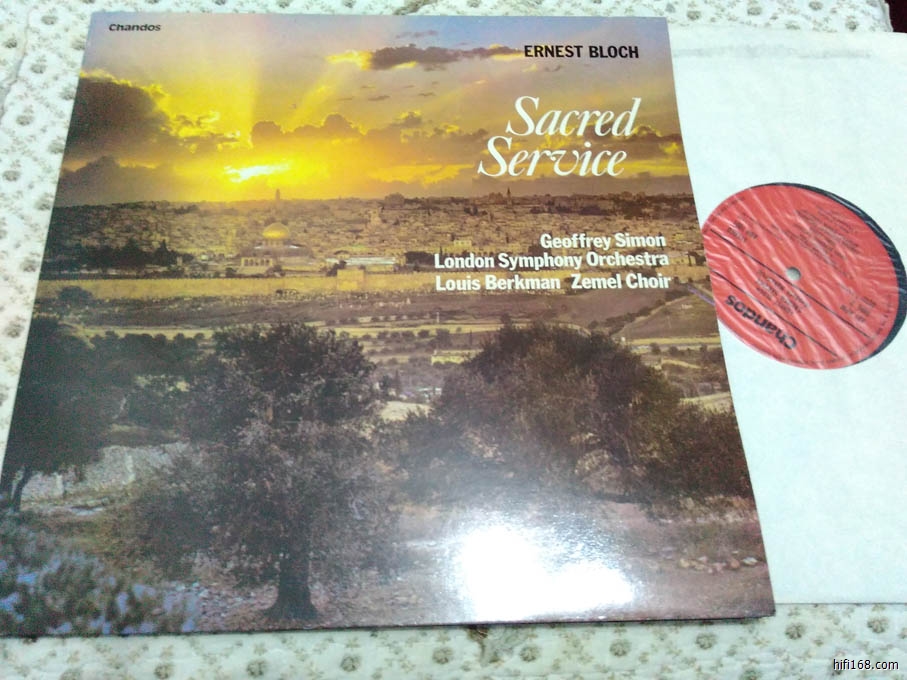 Chandos
ERNEST BLOCH
Sacred
Service
Geoffrey Simon
London Symphony Orchestra
Louis Berkman Zemel Choir
Chandos
hifi168.com